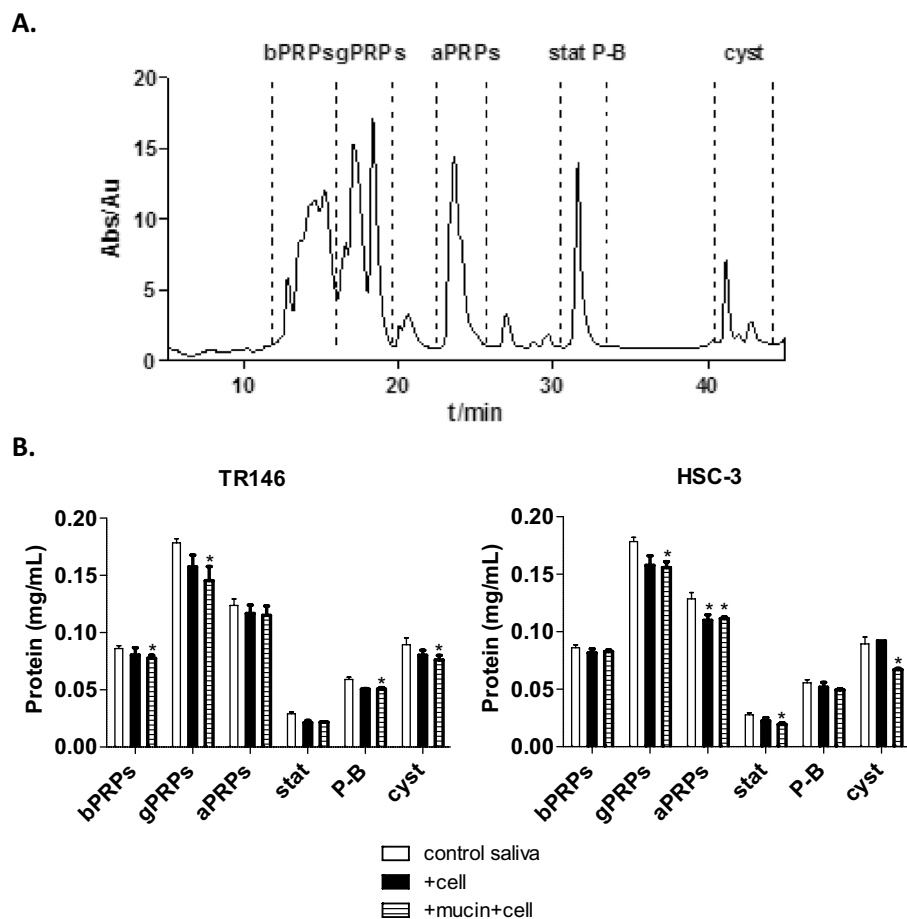 A.
bPRPs gPRPs aPRPs stat P-B cyst
20
15
10
5
0
Abs/Au
10 20 30 40
t/min
B.
TR146
0.20
0.15
0.10
0.05
0.00
Protein (mg/mL)
* * * *
bPRPs gPRPs aPRPs stat P-B cyst
HSC-3
0.20
0.15
0.10
0.05
0.00
Protein (mg/mL)
* * * * *
bPRPs gPRPs aPRPs stat P-B cyst
control saliva
+cell
+mucin+cell